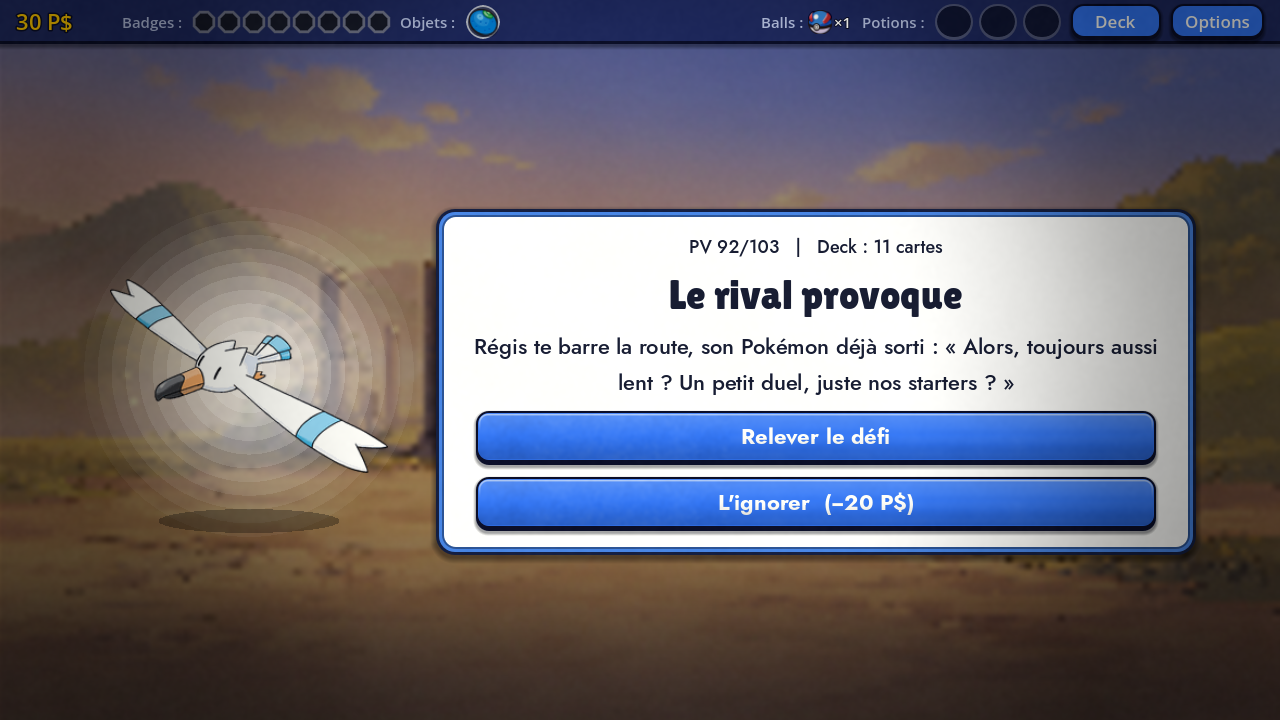 30 P$ Badges : Objets : Balls : ×1 Potions : Deck Options
PV 92/103 | Deck : 11 cartes
Le rival provoque
Régis te barre la route, son Pokémon déjà sorti : « Alors, toujours aussi
lent ? Un petit duel, juste nos starters ? »
Relever le défi
L'ignorer (−20 P$)